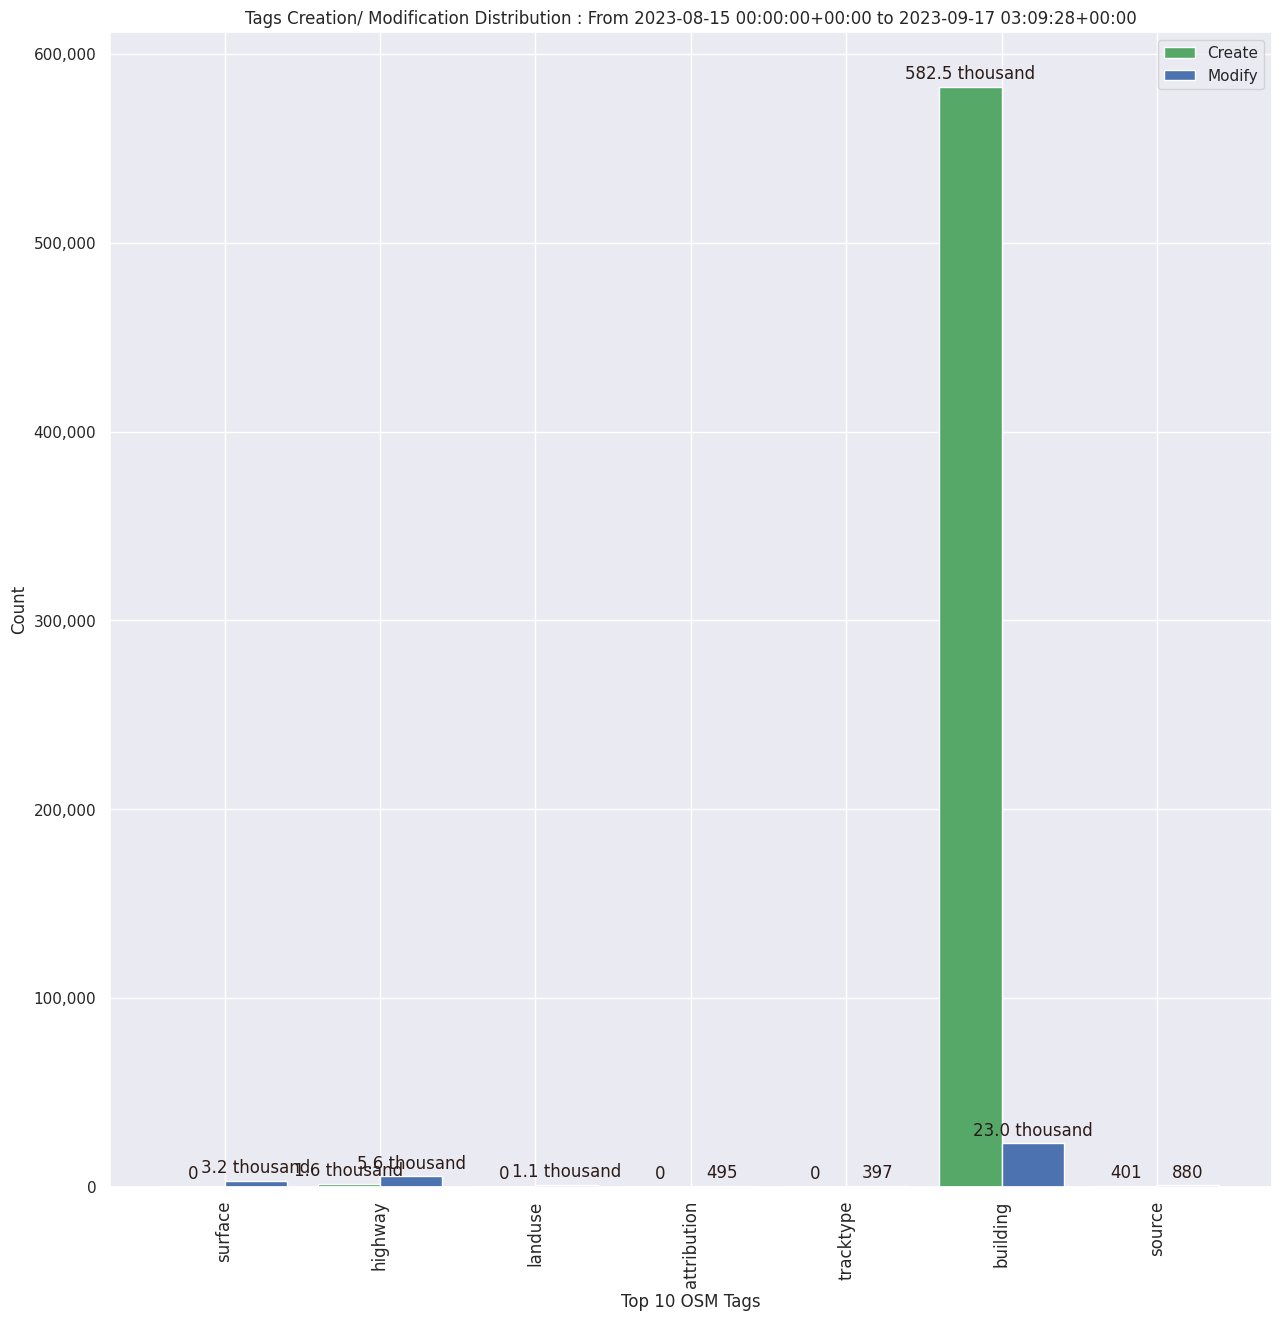 Tags Creation/ Modification Distribution : From 2023-08-15 00:00:00+00:00 to 2023-09-17 03:09:28+00:00
Create
Modify
600,000
500,000
400,000
300,000
200,000
100,000
0
Count
582.5 thousand
23.0 thousand
0
3.2 thousand
1.6 thousand
5.6 thousand
0
1.1 thousand
0
495
0
397
401
880
surface
highway
landuse
attribution
tracktype
building
source
Top 10 OSM Tags